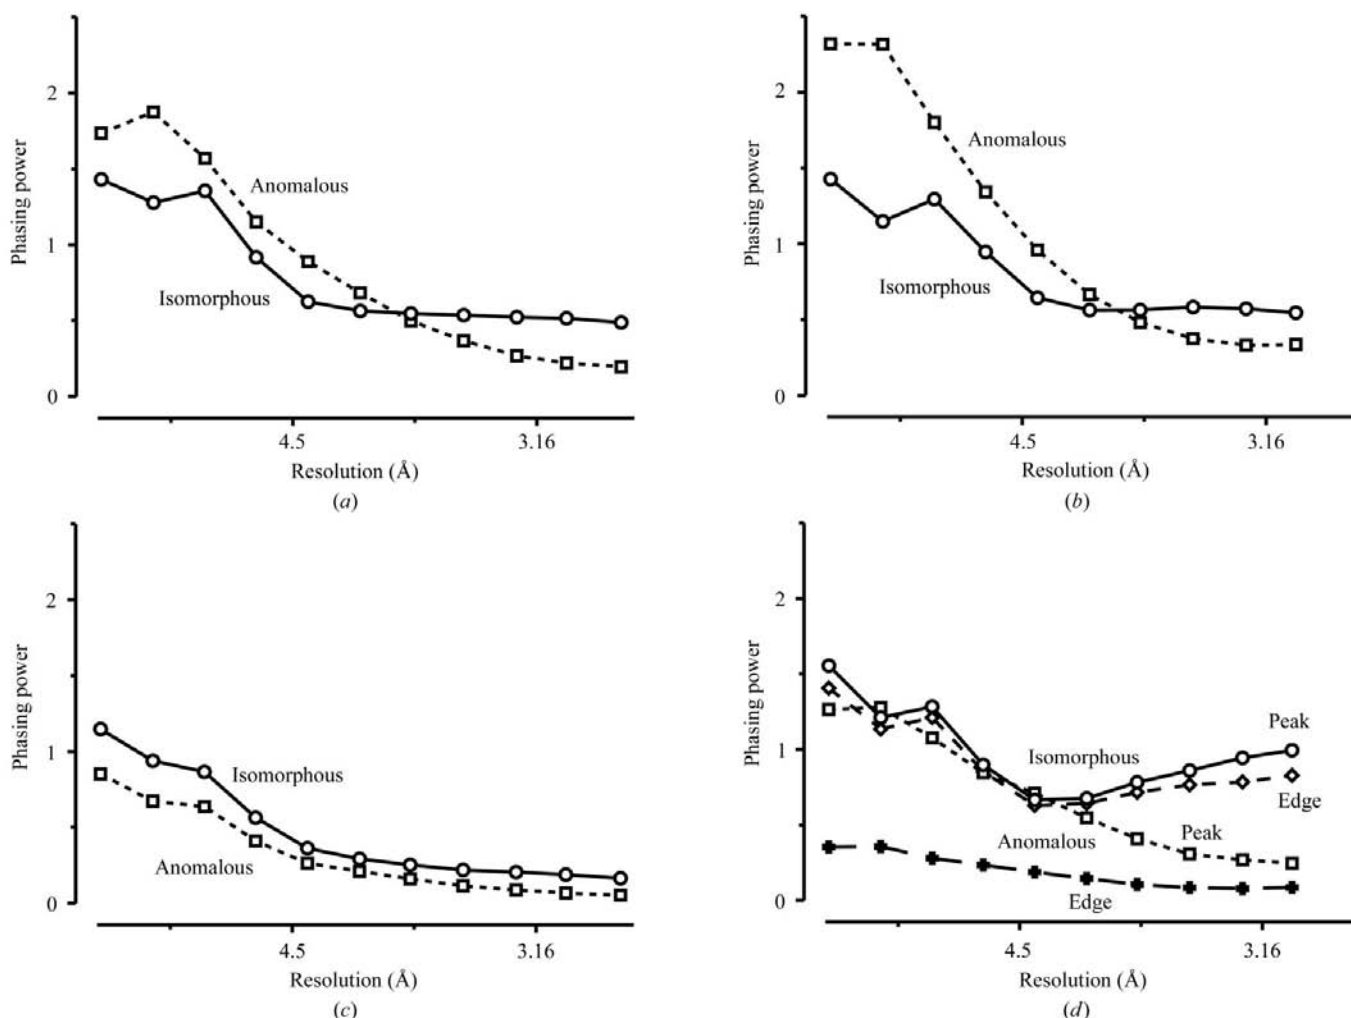 2
Phasing power
Anomalous
1
Isomorphous
0
4.5
3.16
Resolution (Å)
(a)
2
Phasing power
Anomalous
1
Isomorphous
0
4.5
3.16
Resolution (Å)
(b)
2
Phasing power
1
Isomorphous
Anomalous
0
4.5
3.16
Resolution (Å)
(c)
2
Phasing power
Peak
1
Isomorphous
Edge
Anomalous
Peak
0
Edge
4.5
3.16
Resolution (Å)
(d)